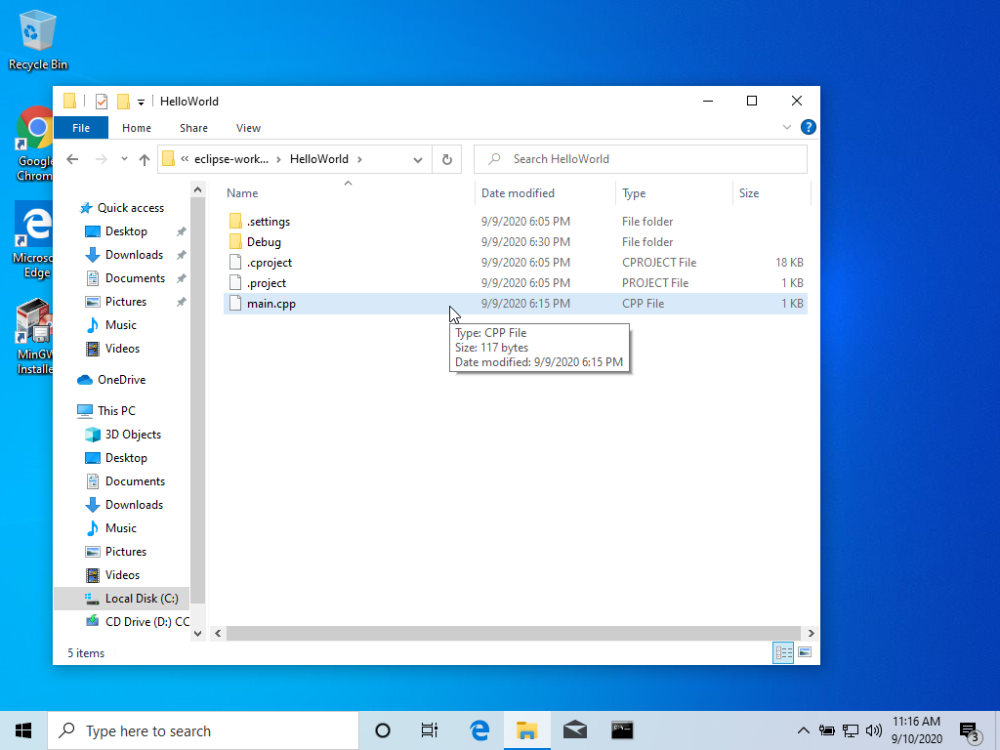 Recycle Bin
Google
Chrom
Microso
Edge
MinGW
Installe
HelloWorld
File Home Share View
« eclipse-work... › HelloWorld ›
Search HelloWorld
Name Date modified Type Size
.settings 9/9/2020 6:05 PM File folder
Debug 9/9/2020 6:30 PM File folder
.cproject 9/9/2020 6:05 PM CPROJECT File 18 KB
.project 9/9/2020 6:05 PM PROJECT File 1 KB
main.cpp 9/9/2020 6:15 PM CPP File 1 KB
Type: CPP File
Size: 117 bytes
Date modified: 9/9/2020 6:15 PM
Quick access
Desktop
Downloads
Documents
Pictures
Music
Videos
OneDrive
This PC
3D Objects
Desktop
Documents
Downloads
Music
Pictures
Videos
Local Disk (C:)
CD Drive (D:) CC
5 items
Type here to search
11:16 AM
9/10/2020
3